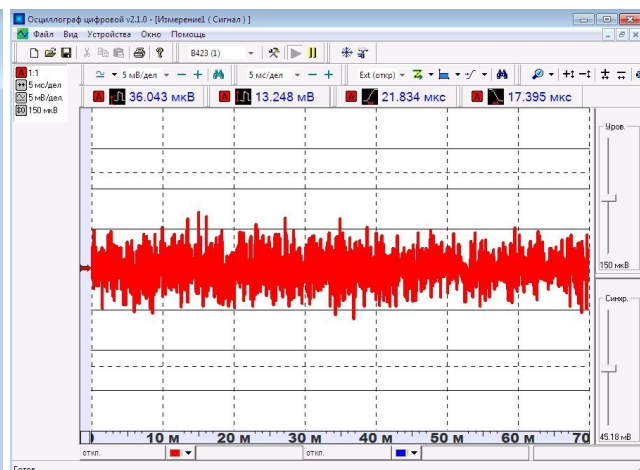 Осциллограф цифровой v2.1.0 - [Измерение1 ( Сигнал ) ]
Файл Вид Устройства Окно Помощь
B423 (1)
A 1:1
5 мс/дел
5 мВ/дел.
150 мкВ
5 мВ/дел 5 мс/дел Ext (откр)
A 36.043 мкВ A 13.248 мВ A 21.834 мкс A 17.395 мкс
Уров.
150 мкВ
Синхр.
45.18 мВ
10 м 20 м 30 м 40 м 50 м 60 м 70
откл. откл.
Готов